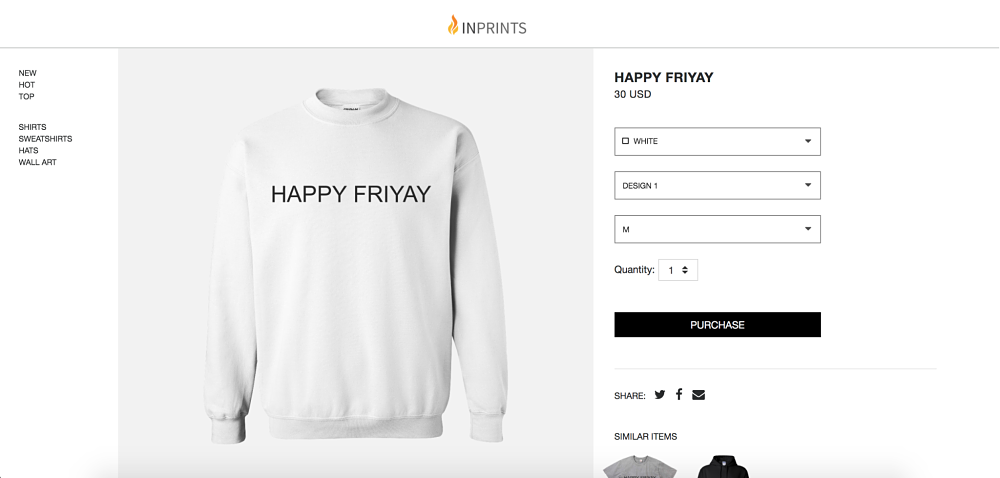 INPRINTS
NEW
HOT
TOP
SHIRTS
SWEATSHIRTS
HATS
WALL ART
HAPPY FRIYAY
HAPPY FRIYAY
30 USD
WHITE
DESIGN 1
M
Quantity: 1
PURCHASE
SHARE:
SIMILAR ITEMS